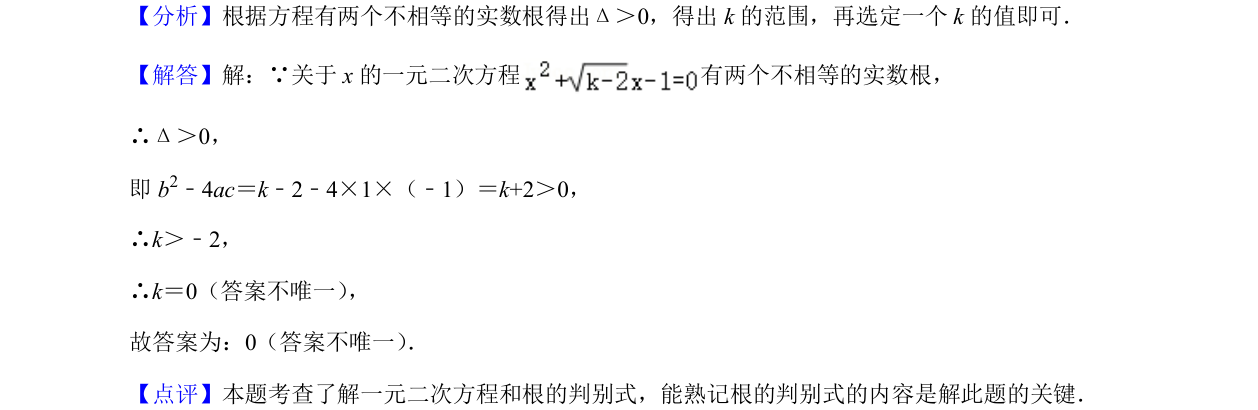 【分析】根据方程有两个不相等的实数根得出Δ＞0，得出 k 的范围，再选定一个 k 的值即可．
【解答】解：∵关于 x 的一元二次方程x²+√(k-2)x-1=0有两个不相等的实数根，
∴Δ＞0，
即 b²﹣4ac＝k﹣2﹣4×1×（﹣1）＝k+2＞0，
∴k＞﹣2，
∴k＝0（答案不唯一），
故答案为：0（答案不唯一）．
【点评】本题考查了解一元二次方程和根的判别式，能熟记根的判别式的内容是解此题的关键．